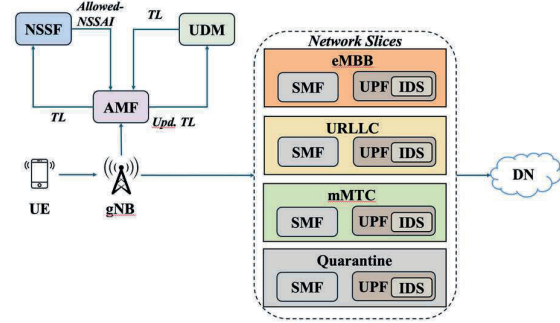 Allowed-
NSSAI
TL
Network Slices
NSSF
UDM
eMBB
SMF
UPF
IDS
TL
AMF
Upd. TL
URLLC
SMF
UPF
IDS
UE
gNB
DN
mMTC
SMF
UPF
IDS
Quarantine
SMF
UPF
IDS